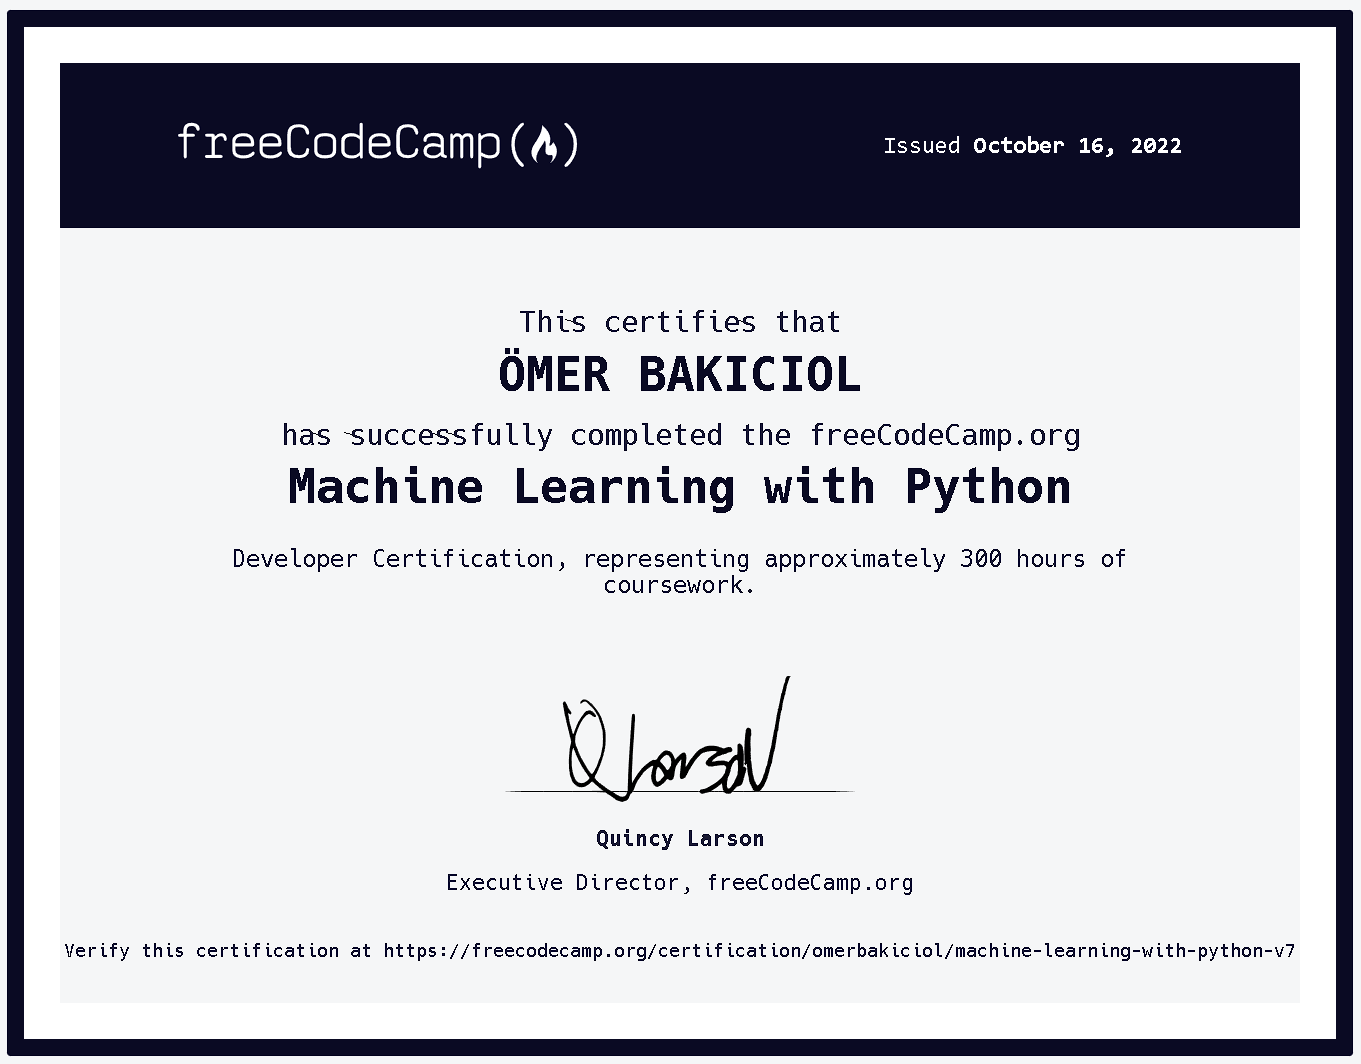 freeCodeCamp(🔥)
Issued October 16, 2022
This certifies that
ÖMER BAKICIOL
has successfully completed the freeCodeCamp.org
Machine Learning with Python
Developer Certification, representing approximately 300 hours of
coursework.
Q Larson
Quincy Larson
Executive Director, freeCodeCamp.org
Verify this certification at https://freecodecamp.org/certification/omerbakiciol/machine-learning-with-python-v7